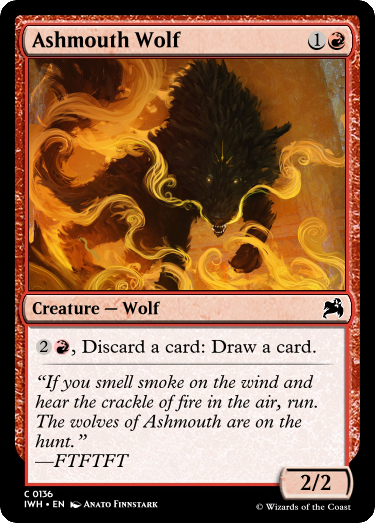 Ashmouth Wolf 1
Creature — Wolf
2, Discard a card: Draw a card.
“If you smell smoke on the wind and
hear the crackle of fire in the air, run.
The wolves of Ashmouth are on the
hunt.”
—FTFTFT
2/2
C 0136
IWH • EN Anato Finnstark
© Wizards of the Coast